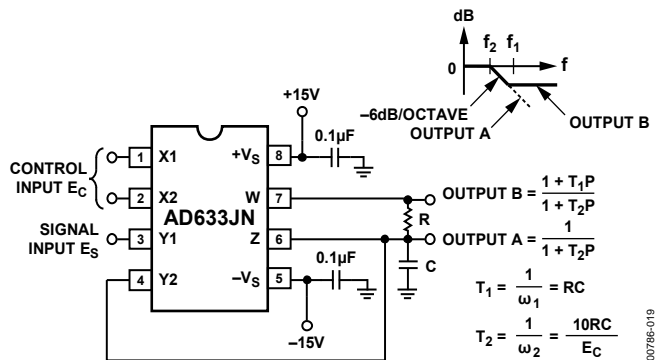 dB
f2 f1
0
f
–6dB/OCTAVE
OUTPUT A
OUTPUT B
+15V
0.1µF
CONTROL
INPUT EC
1 X1
+VS 8
2 X2
W 7
AD633JN
SIGNAL
INPUT ES
3 Y1
Z 6
4 Y2
–VS 5
0.1µF
–15V
R
C
OUTPUT B = 1 + T1P / 1 + T2P
OUTPUT A = 1 / 1 + T2P
T1 = 1 / ω1 = RC
T2 = 1 / ω2 = 10RC / EC
00786-019